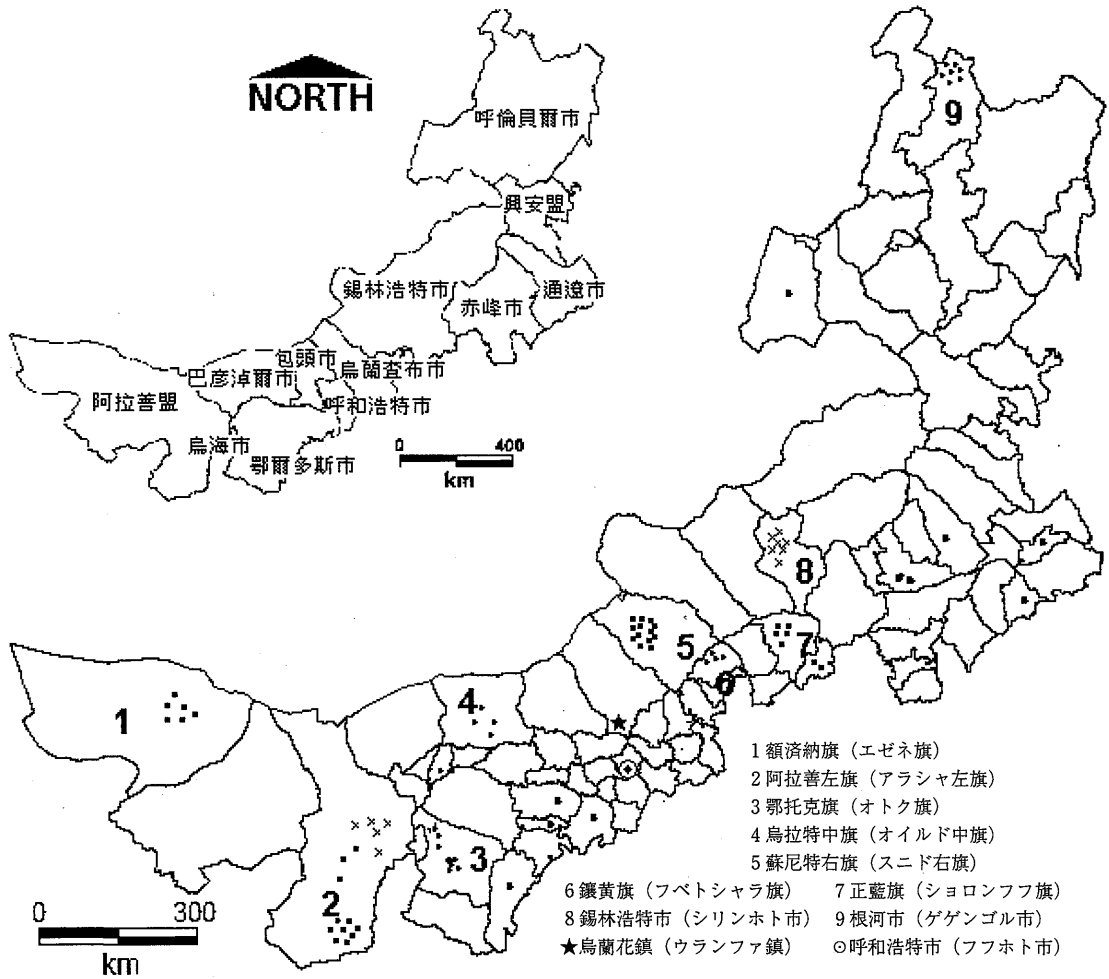 NORTH
呼倫貝爾市
興安盟
錫林浩特市
通遼市
赤峰市
包頭市
烏蘭査布市
巴彦淖爾市
阿拉善盟
呼和浩特市
烏海市
鄂爾多斯市
0 400
km
9
8
5
7
6
4
1
3
2
0 300
km
1額済納旗（エゼネ旗）
2阿拉善左旗（アラシャ左旗）
3鄂托克旗（オトク旗）
4烏拉特中旗（オイルド中旗）
5蘇尼特右旗（スニド右旗）
6鑲黄旗（フベトシャラ旗） 7正藍旗（ショロンフフ旗）
8錫林浩特市（シリンホト市） 9根河市（ゲゲンゴル市）
★烏蘭花鎮（ウランファ鎮） ⊙呼和浩特市（フフホト市）